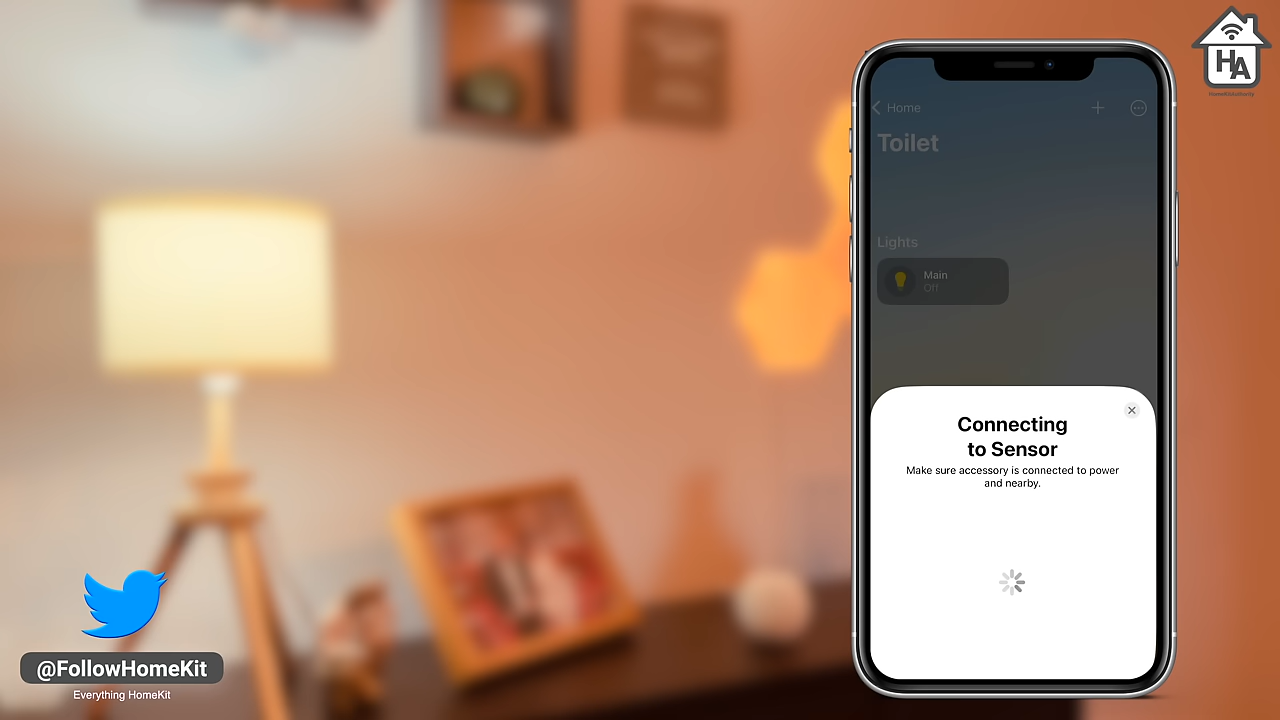 HA
Home
Toilet
Lights
Main
Off
Connecting
to Sensor
Make sure accessory is connected to power
and nearby.
@FollowHomeKit
Everything HomeKit